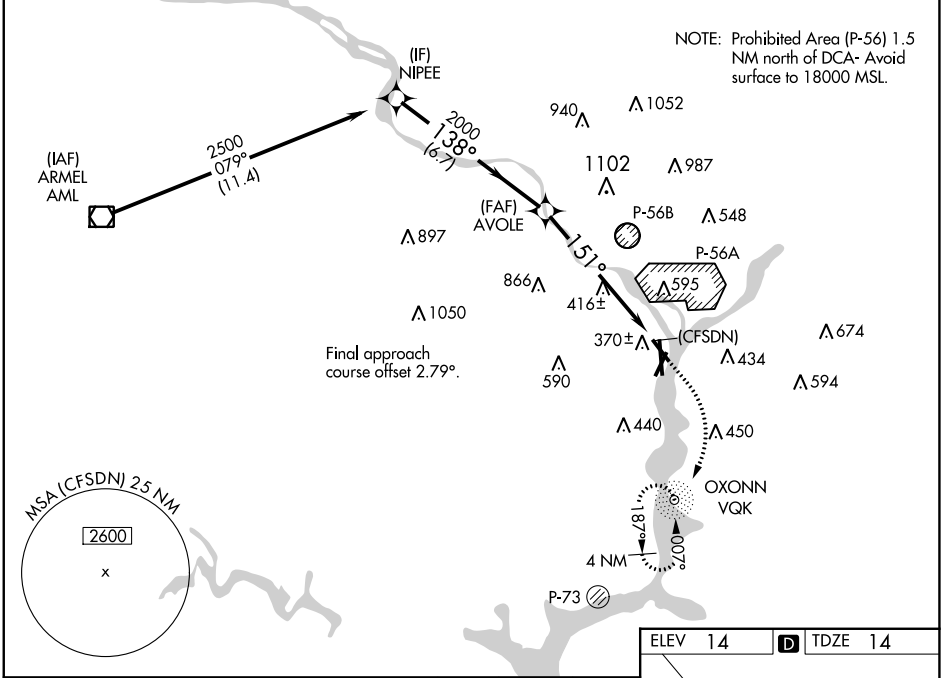 NOTE: Prohibited Area (P-56) 1.5
NM north of DCA- Avoid
surface to 18000 MSL.
(IF)
NIPEE
940
1052
2000
138°
(6.7)
2500
079°
(11.4)
(IAF)
ARMEL
AML
1102
987
(FAF)
AVOLE
P-56B
548
897
P-56A
151°
866
416±
595
1050
370±
(CFSDN)
674
434
Final approach
course offset 2.79°.
590
594
440
450
MSA (CFSDN) 25 NM
2600
x
OXONN
VQK
187°
007°
4 NM
P-73
ELEV 14 D TDZE 14